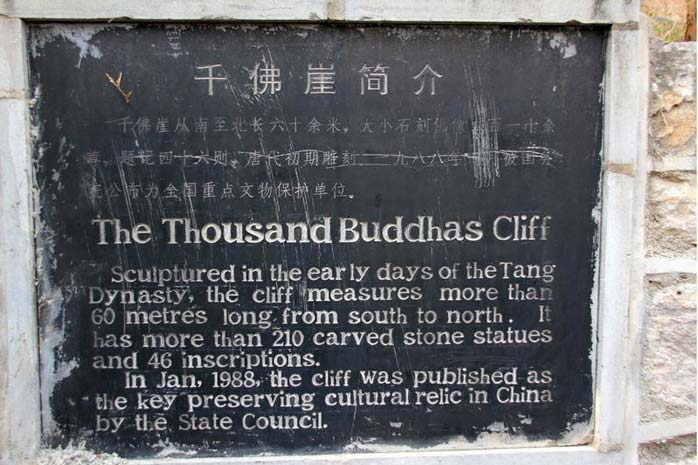 千佛崖简介
千佛崖从南至北长六十余米,大小石刻佛像 百一十余
题记四十六则,唐代初期雕刻,一九八八年 被国务
院公布为全国重点文物保护单位。
The Thousand Buddhas Cliff
Sculptured in the early days of the Tang
Dynasty, the cliff measures more than
60 metres long from south to north. It
has more than 210 carved stone statues
and 46 inscriptions.
In Jan, 1988, the cliff was published as
the key preserving cultural relic in China
by the State Council.